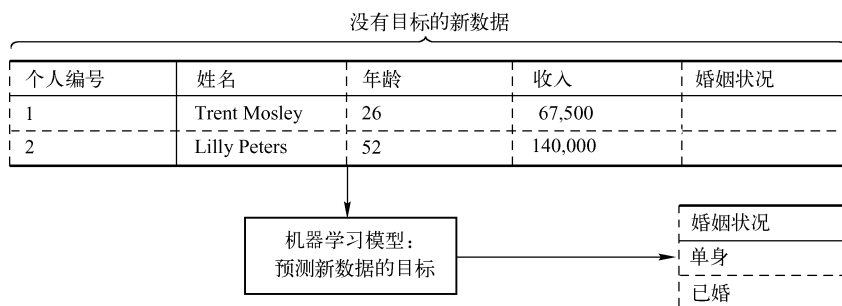 没有目标的新数据
个人编号 姓名 年龄 收入 婚姻状况
1 Trent Mosley 26 67,500
2 Lilly Peters 52 140,000
机器学习模型：
预测新数据的目标
婚姻状况
单身
已婚